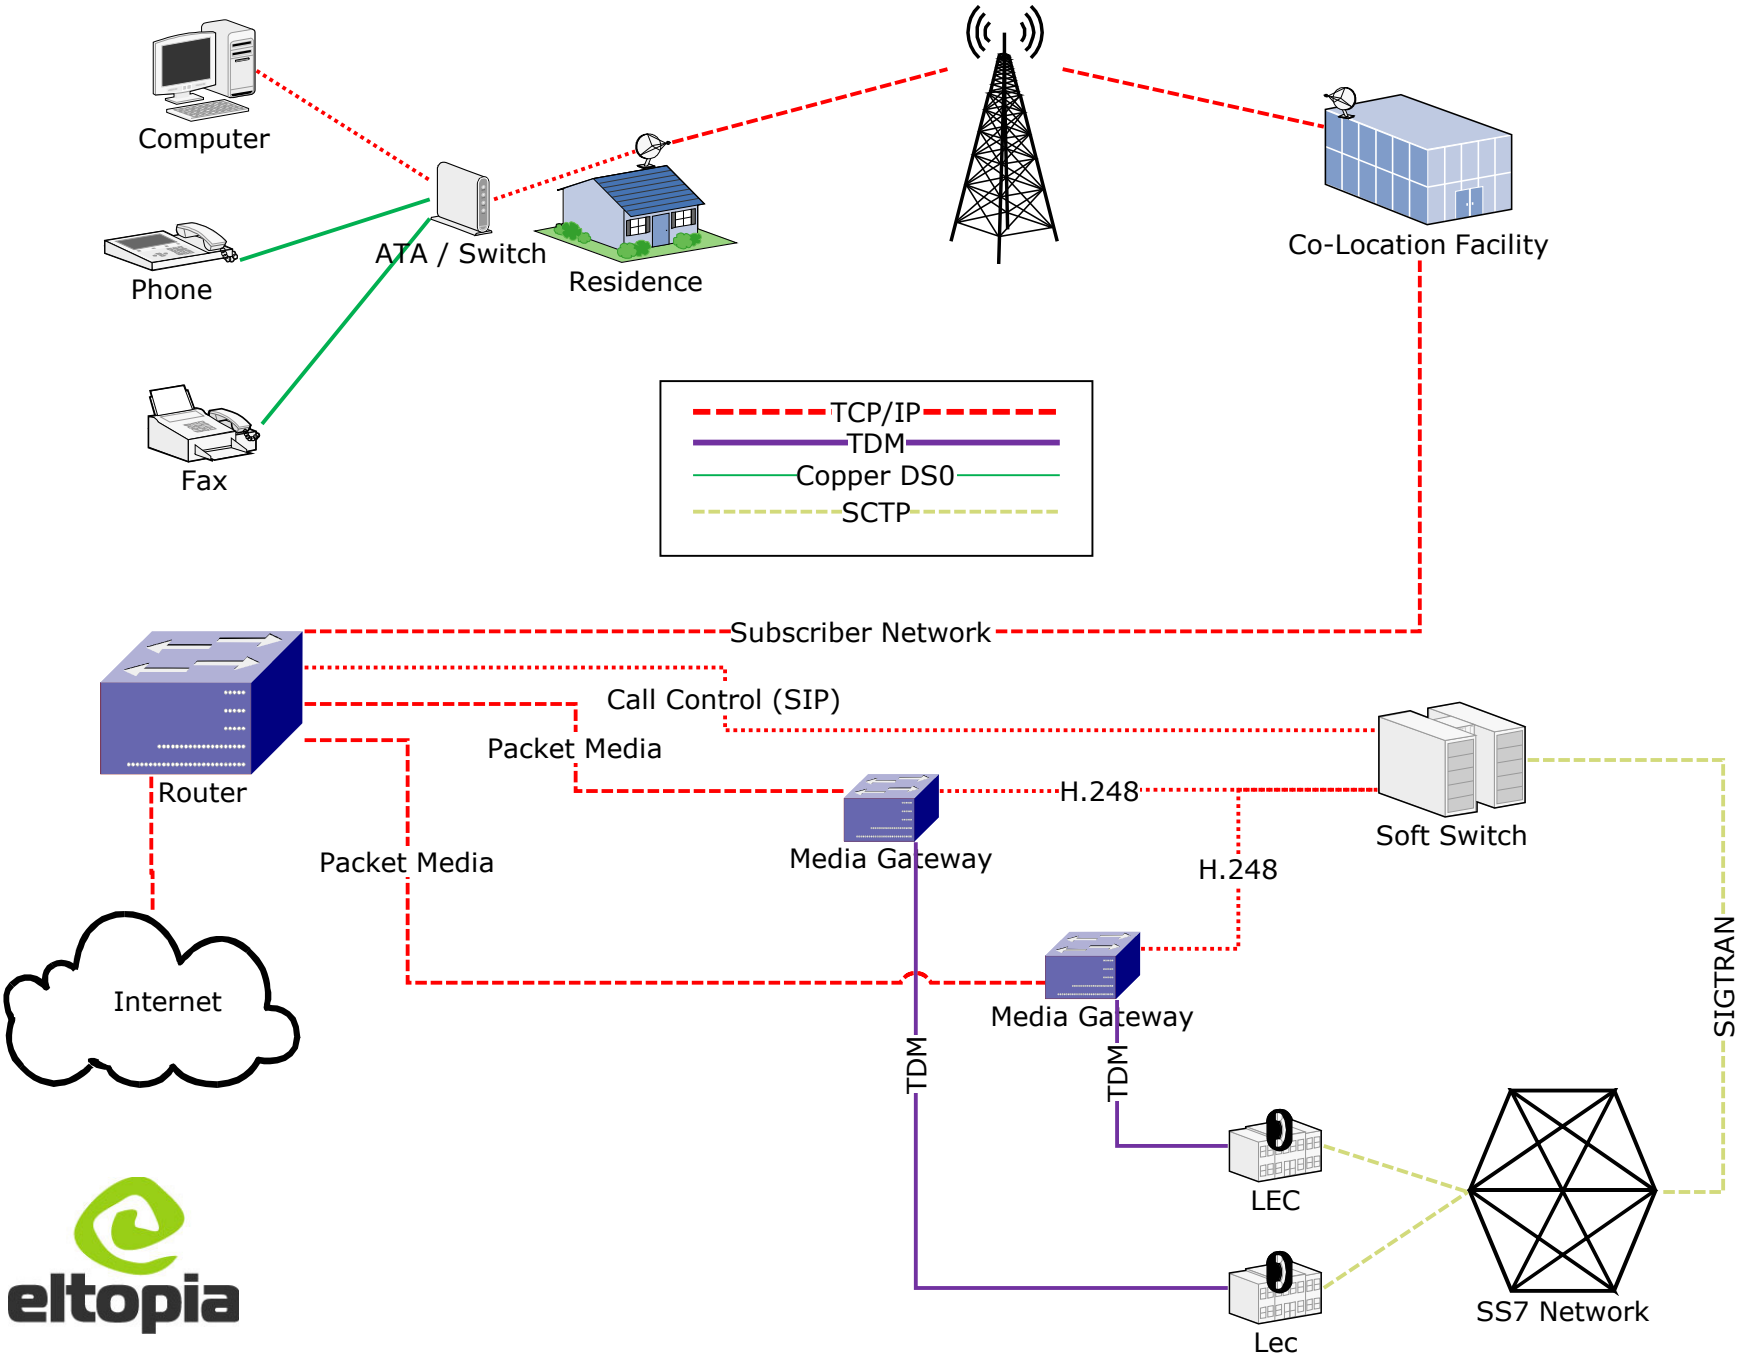 Computer
Phone
ATA / Switch
Residence
Co-Location Facility
Fax
TCP/IP
TDM
Copper DS0
SCTP
Subscriber Network
Call Control (SIP)
Packet Media
Router
H.248
Soft Switch
Media Gateway
Packet Media
H.248
SIGTRAN
Internet
Media Gateway
TDM
TDM
LEC
SS7 Network
Lec
eltopia